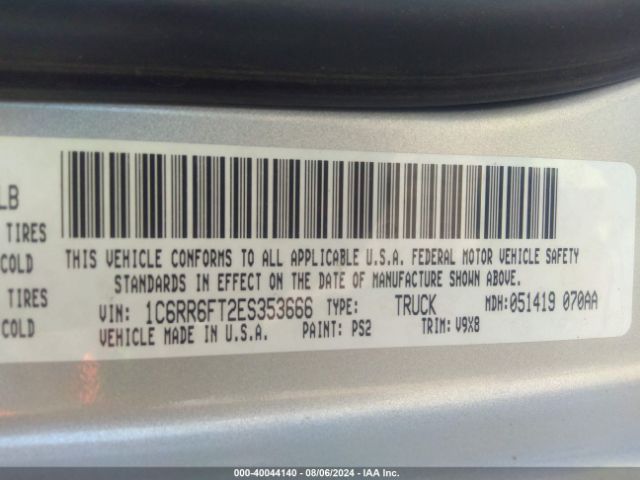 LB
TIRES
COLD
TIRES
COLD
THIS VEHICLE CONFORMS TO ALL APPLICABLE U.S.A. FEDERAL MOTOR VEHICLE SAFETY
STANDARDS IN EFFECT ON THE DATE OF MANUFACTURE SHOWN ABOVE.
VIN: 1C6RR6FT2ES353666 TYPE: TRUCK MDH:051419 070AA
VEHICLE MADE IN U.S.A. PAINT: PS2 TRIM: V9X8
000-40044140 - 08/06/2024 - IAA Inc.